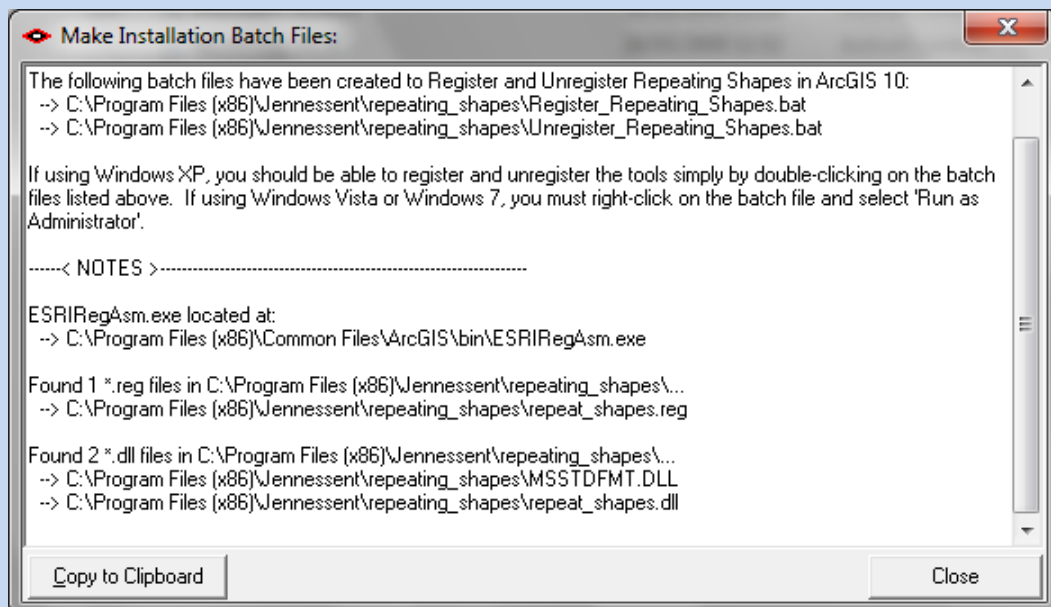 Make Installation Batch Files:
The following batch files have been created to Register and Unregister Repeating Shapes in ArcGIS 10:
--> C:\Program Files (x86)\Jennessent\repeating_shapes\Register_Repeating_Shapes.bat
--> C:\Program Files (x86)\Jennessent\repeating_shapes\Unregister_Repeating_Shapes.bat
If using Windows XP, you should be able to register and unregister the tools simply by double-clicking on the batch
files listed above.  If using Windows Vista or Windows 7, you must right-click on the batch file and select 'Run as
Administrator'.
------< NOTES >--------------------------------------------------------------------
ESRIRegAsm.exe located at:
--> C:\Program Files (x86)\Common Files\ArcGIS\bin\ESRIRegAsm.exe
Found 1 *.reg files in C:\Program Files (x86)\Jennessent\repeating_shapes\...
--> C:\Program Files (x86)\Jennessent\repeating_shapes\repeat_shapes.reg
Found 2 *.dll files in C:\Program Files (x86)\Jennessent\repeating_shapes\...
--> C:\Program Files (x86)\Jennessent\repeating_shapes\MSSTDFMT.DLL
--> C:\Program Files (x86)\Jennessent\repeating_shapes\repeat_shapes.dll
Copy to Clipboard
Close